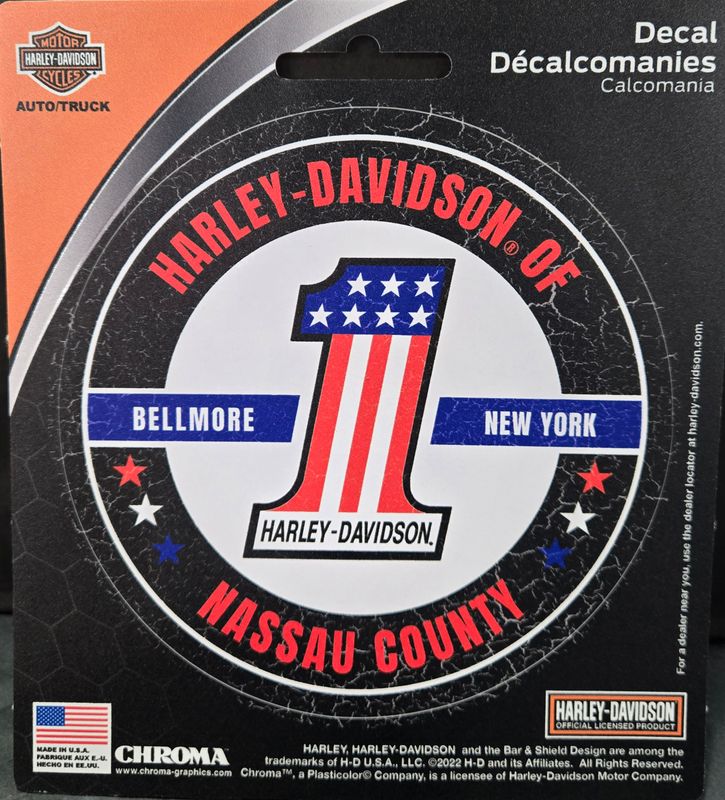 MOTOR
HARLEY-DAVIDSON
CYCLES
AUTO/TRUCK
Decal
Décalcomanies
Calcomania
HARLEY-DAVIDSON® OF
1
BELLMORE
NEW YORK
HARLEY-DAVIDSON.
NASSAU COUNTY
For a dealer near you, use the dealer locator at harley-davidson.com.
MADE IN U.S.A.
FABRIQUE AUX E.-U.
HECHO EN EE.UU.
CHROMA®
www.chroma-graphics.com
HARLEY-DAVIDSON
OFFICIAL LICENSED PRODUCT
HARLEY, HARLEY-DAVIDSON and the Bar & Shield Design are among the
trademarks of H-D U.S.A., LLC. ©2022 H-D and its Affiliates. All Rights Reserved.
Chroma™, a Plasticolor® Company, is a licensee of Harley-Davidson Motor Company.